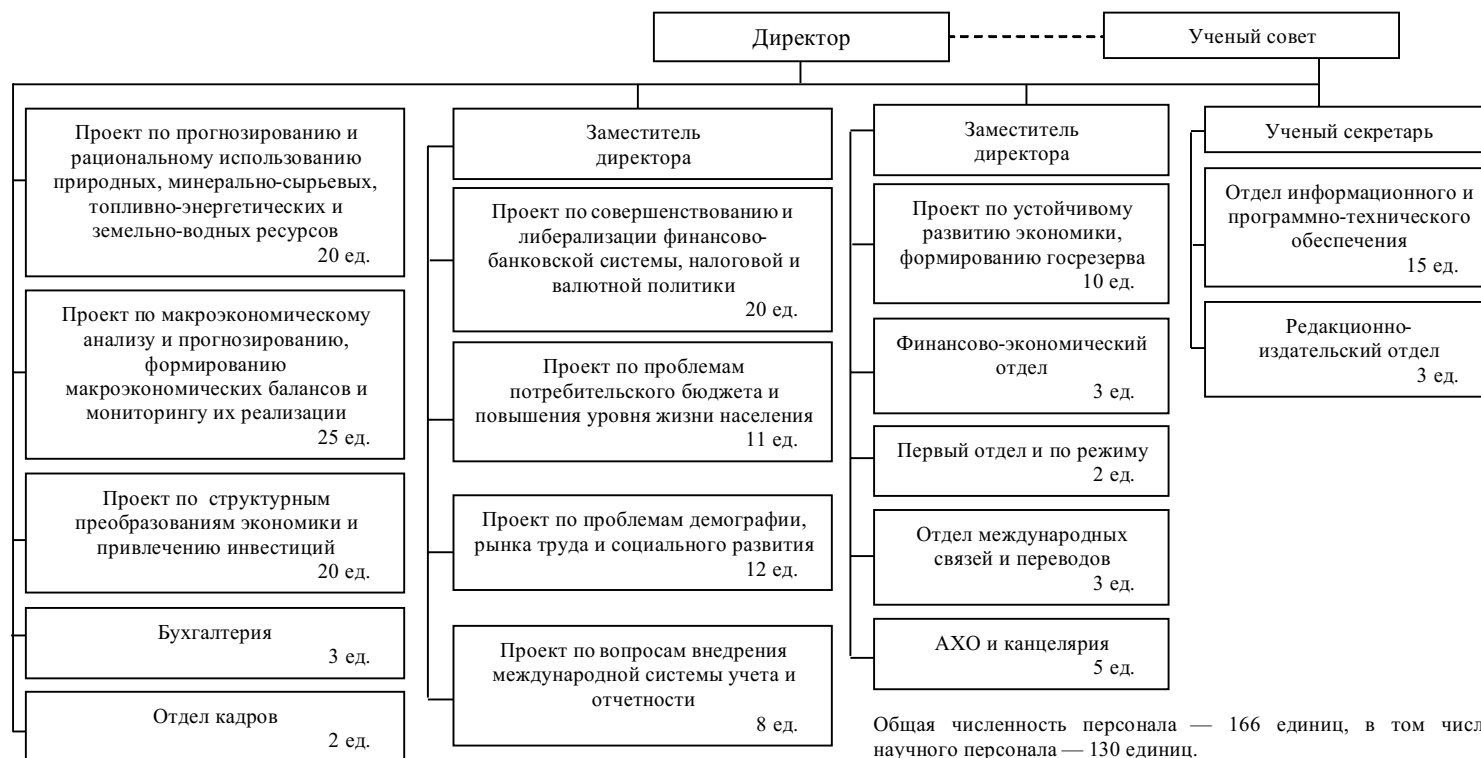 Директор
Ученый совет
Проект по прогнозированию и
рациональному использованию
природных, минерально-сырьевых,
топливно-энергетических и
земельно-водных ресурсов
20 ед.
Проект по макроэкономическому
анализу и прогнозированию,
формированию
макроэкономических балансов и
мониторингу их реализации
25 ед.
Проект по структурным
преобразованиям экономики и
привлечению инвестиций
20 ед.
Бухгалтерия
3 ед.
Отдел кадров
2 ед.
Заместитель
директора
Проект по совершенствованию и
либерализации финансово-
банковской системы, налоговой и
валютной политики
20 ед.
Проект по проблемам
потребительского бюджета и
повышения уровня жизни населения
11 ед.
Проект по проблемам демографии,
рынка труда и социального развития
12 ед.
Проект по вопросам внедрения
международной системы учета и
отчетности
8 ед.
Заместитель
директора
Проект по устойчивому
развитию экономики,
формированию госрезерва
10 ед.
Финансово-экономический
отдел
3 ед.
Первый отдел и по режиму
2 ед.
Отдел международных
связей и переводов
3 ед.
АХО и канцелярия
5 ед.
Ученый секретарь
Отдел информационного и
программно-технического
обеспечения
15 ед.
Редакционно-
издательский отдел
3 ед.
Общая численность персонала — 166 единиц, в том числ
научного персонала — 130 единиц.